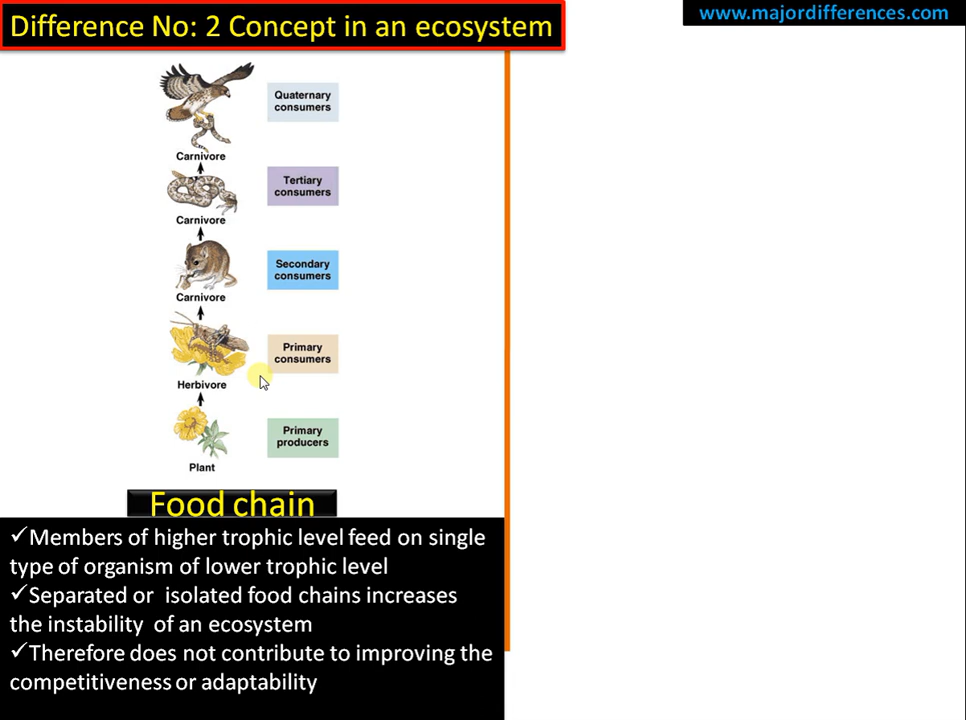 Difference No: 2 Concept in an ecosystem
www.majordifferences.com
Quaternary
consumers
Carnivore
Tertiary
consumers
Carnivore
Secondary
consumers
Carnivore
Primary
consumers
Herbivore
Primary
producers
Plant
Food chain
✓Members of higher trophic level feed on single
type of organism of lower trophic level
✓Separated or isolated food chains increases
the instability of an ecosystem
✓Therefore does not contribute to improving the
competitiveness or adaptability